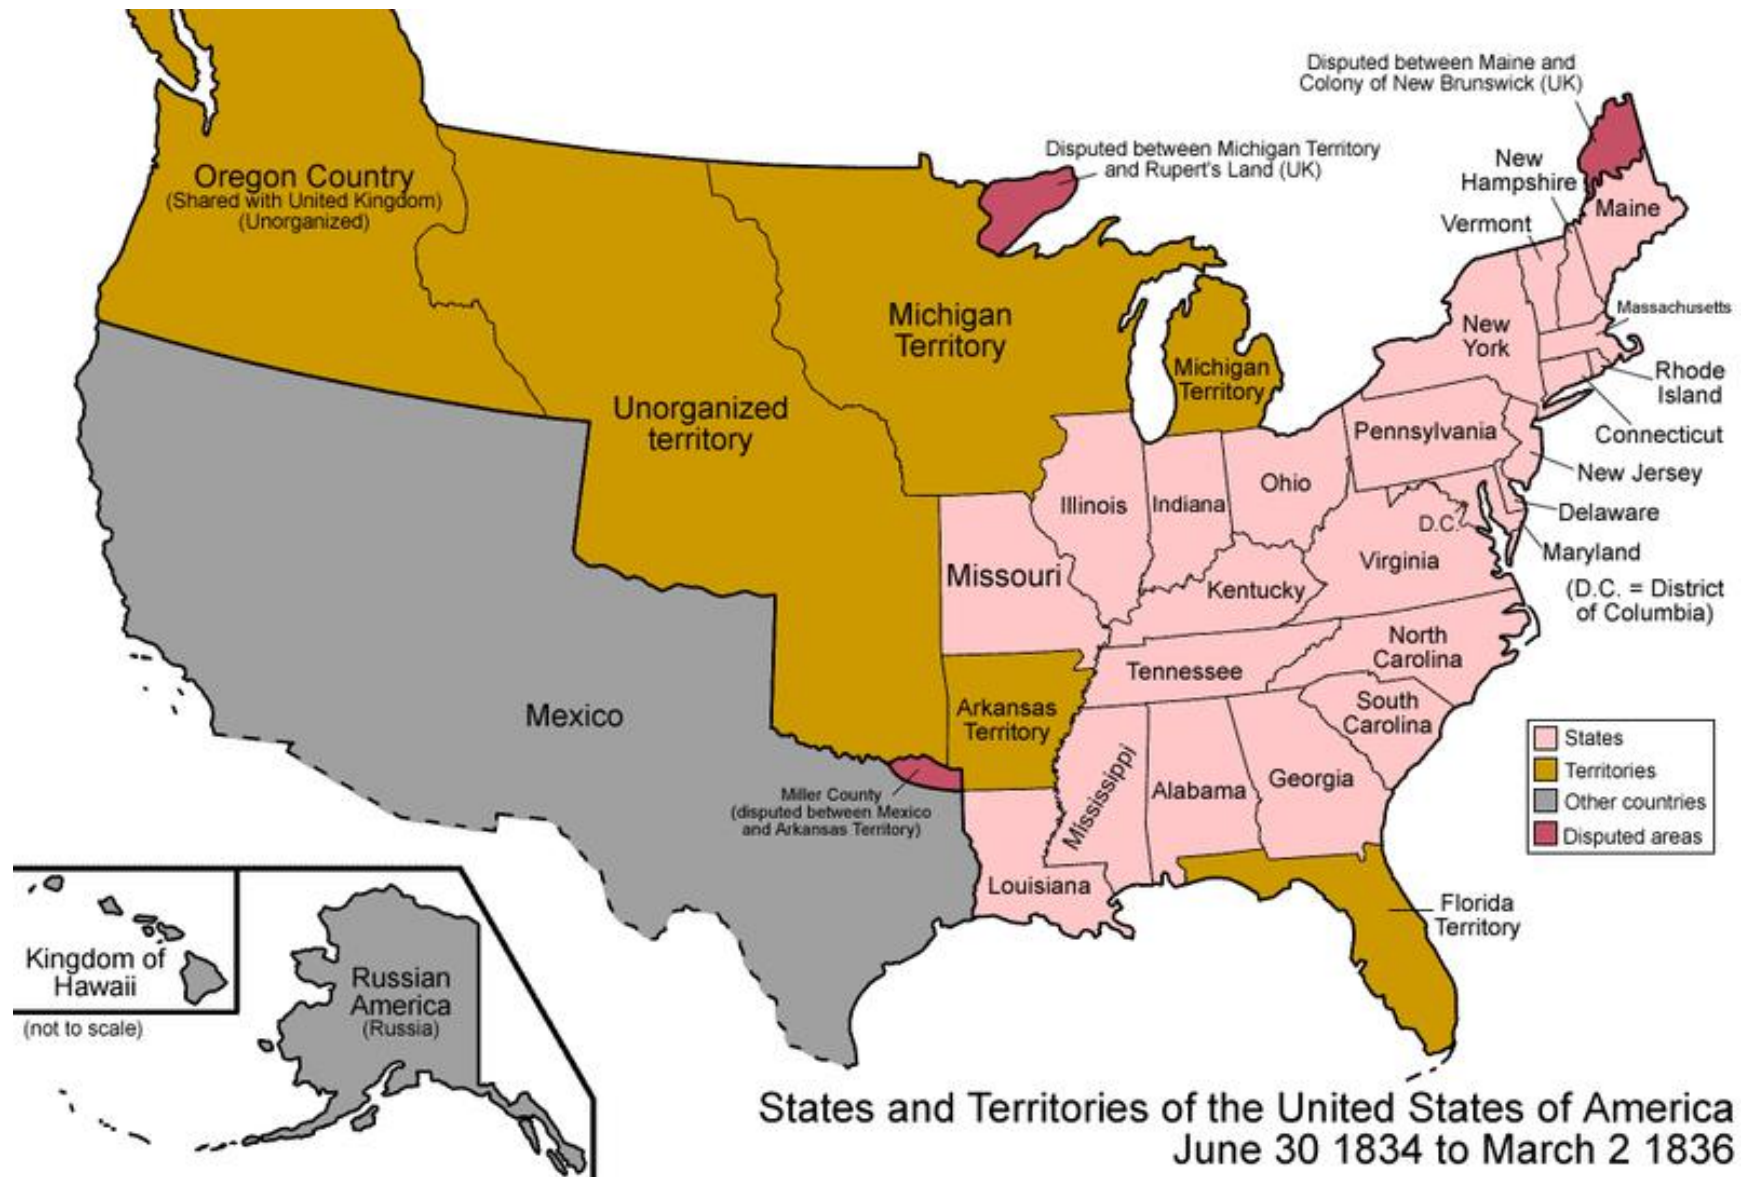 Disputed between Maine and
Colony of New Brunswick (UK)
Disputed between Michigan Territory
and Rupert's Land (UK)
New
Hampshire
Vermont
Maine
Oregon Country
(Shared with United Kingdom)
(Unorganized)
Michigan
Territory
Michigan
Territory
Unorganized
territory
New
York
Massachusetts
Rhode
Island
Connecticut
Pennsylvania
New Jersey
Delaware
Maryland
(D.C. = District
of Columbia)
D.C.
Illinois
Indiana
Ohio
Virginia
Missouri
Kentucky
North
Carolina
Tennessee
South
Carolina
Arkansas
Territory
Mexico
Mississippi
Alabama
Georgia
Miller County
(disputed between Mexico
and Arkansas Territory)
Louisiana
Florida
Territory
States
Territories
Other countries
Disputed areas
Kingdom of
Hawaii
(not to scale)
Russian
America
(Russia)
States and Territories of the United States of America
June 30 1834 to March 2 1836